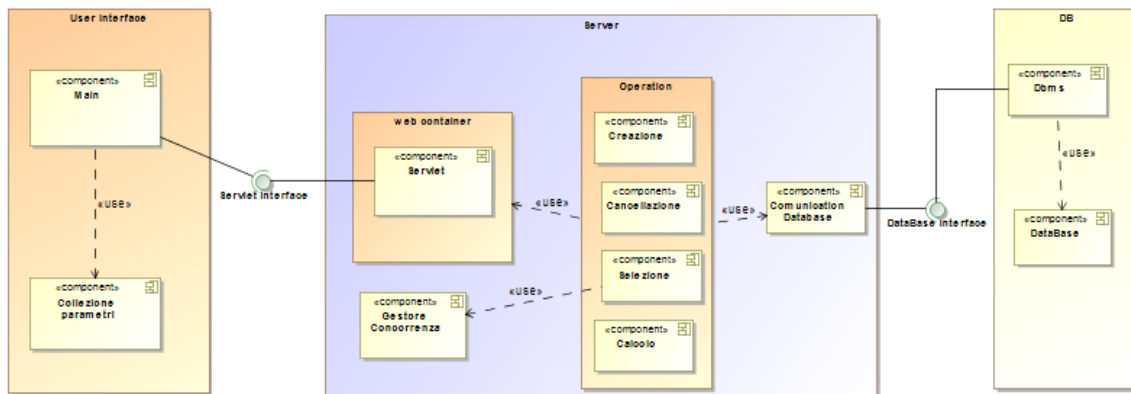 User Interface
«component»
Main
«use»
«component»
Collezione
parametri
Servlet Interface
Server
web container
«component»
Servlet
«use»
«component»
Gestore
Concorrenza
«use»
Operation
«component»
Creazione
«component»
Cancellazione
«component»
Selezione
«component»
Calcolo
«use»
«component»
Comunication
Database
DataBase Interface
DB
«component»
Dbms
«use»
«component»
DataBase